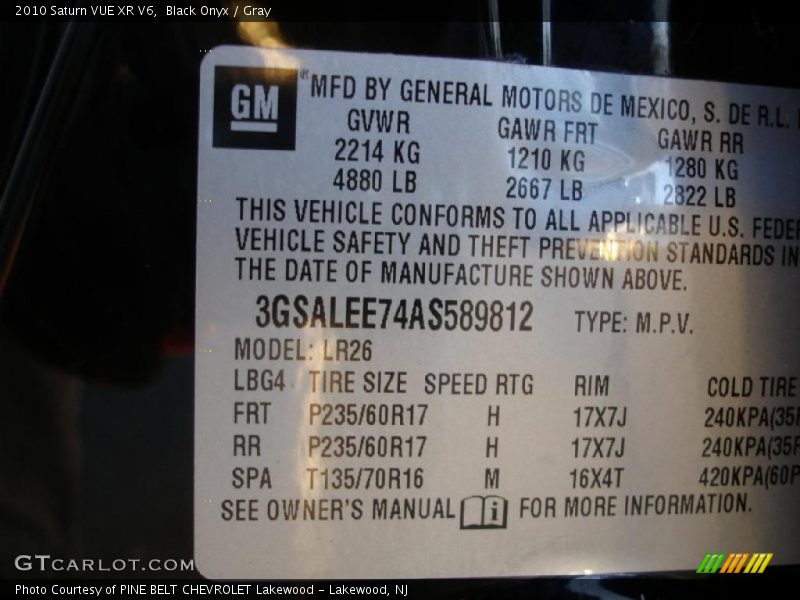 2010 Saturn VUE XR V6,  Black Onyx / Gray
GM
® MFD BY GENERAL MOTORS DE MEXICO, S. DE R.L.
GVWR GAWR FRT GAWR RR
2214 KG 1210 KG 1280 KG
4880 LB 2667 LB 2822 LB
THIS VEHICLE CONFORMS TO ALL APPLICABLE U.S. FEDE
VEHICLE SAFETY AND THEFT PREVENTION STANDARDS IN
THE DATE OF MANUFACTURE SHOWN ABOVE.
3GSALEE74AS589812 TYPE: M.P.V.
MODEL: LR26
LBG4 TIRE SIZE SPEED RTG RIM COLD TIRE
FRT P235/60R17 H 17X7J 240KPA(35
RR P235/60R17 H 17X7J 240KPA(35
SPA T135/70R16 M 16X4T 420KPA(60
SEE OWNER'S MANUAL i FOR MORE INFORMATION.
GTCARLOT.COM
Photo Courtesy of PINE BELT CHEVROLET Lakewood - Lakewood, NJ